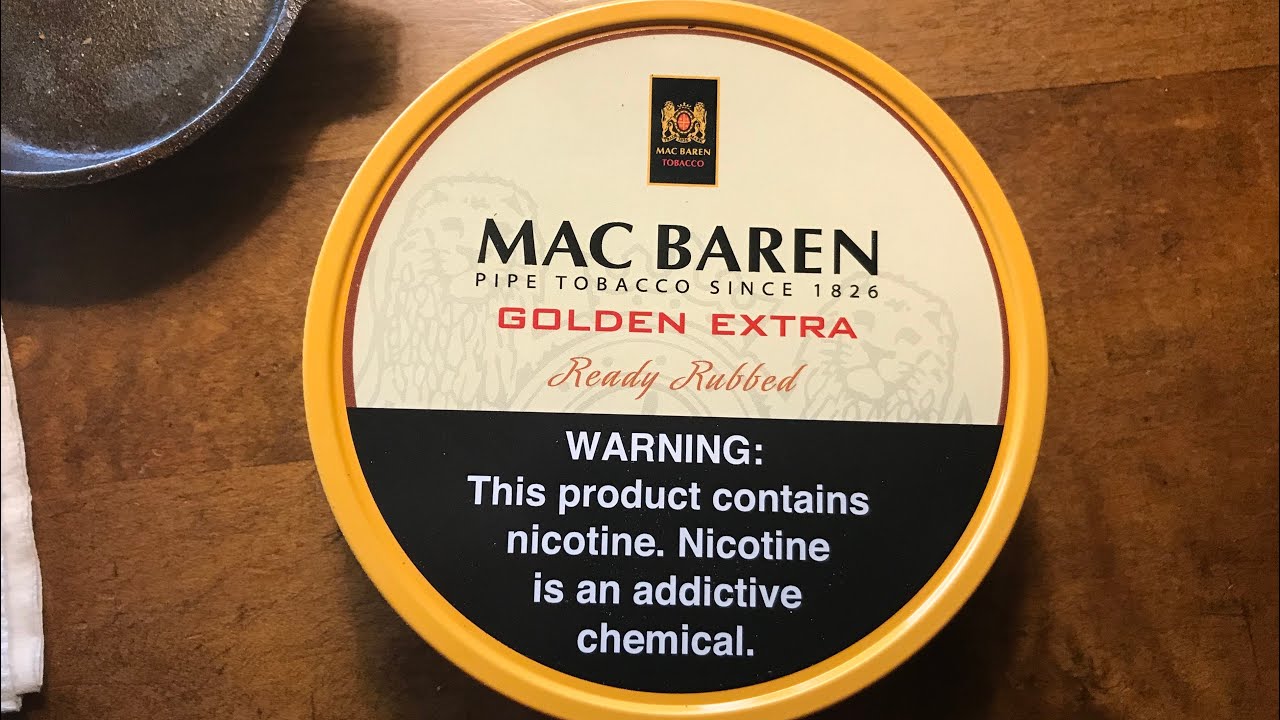 MAC BAREN
TOBACCO
MAC BAREN
PIPE TOBACCO SINCE 1826
GOLDEN EXTRA
Ready Rubbed
WARNING:
This product contains
nicotine. Nicotine
is an addictive
chemical.